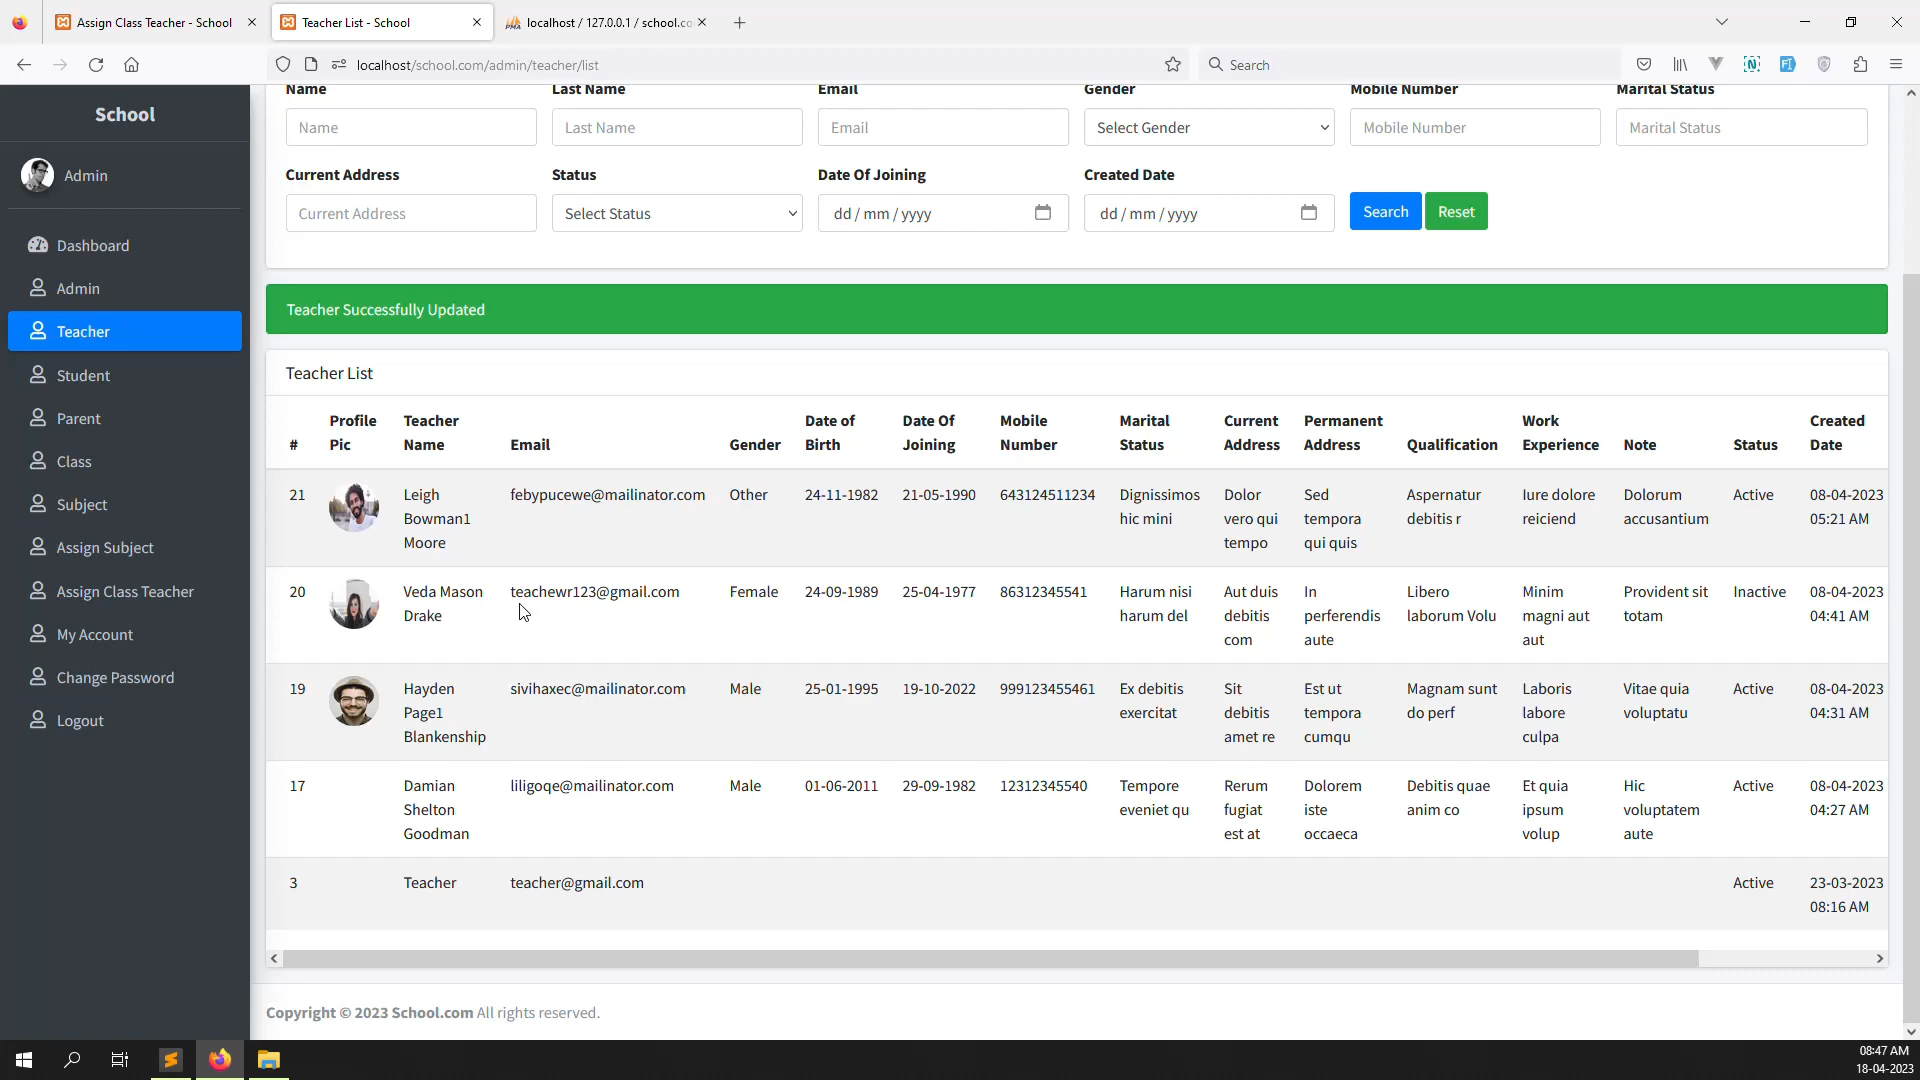 Assign Class Teacher - School
Teacher List - School
localhost / 127.0.0.1 / school.co
localhost/school.com/admin/teacher/list
Search
School
Admin
Dashboard
Admin
Teacher
Student
Parent
Class
Subject
Assign Subject
Assign Class Teacher
My Account
Change Password
Logout
Name Last Name Email Gender Mobile Number Marital Status
Name Last Name Email Select Gender Mobile Number Marital Status
Current Address Status Date Of Joining Created Date
Current Address Select Status dd / mm / yyyy dd / mm / yyyy Search Reset
Teacher Successfully Updated
Teacher List
Profile Teacher Date of Date Of Mobile Marital Current Permanent Work Created
# Pic Name Email Gender Birth Joining Number Status Address Address Qualification Experience Note Status Date
21 Leigh febypucewe@mailinator.com Other 24-11-1982 21-05-1990 643124511234 Dignissimos Dolor Sed Aspernatur Iure dolore Dolorum Active 08-04-2023
Bowman1 hic mini vero qui tempora debitis r reiciend accusantium 05:21 AM
Moore tempo qui quis
20 Veda Mason teachewr123@gmail.com Female 24-09-1989 25-04-1977 86312345541 Harum nisi Aut duis In Libero Minim Provident sit Inactive 08-04-2023
Drake harum del debitis perferendis laborum Volu magni aut totam 04:41 AM
com aute aut
19 Hayden sivihaxec@mailinator.com Male 25-01-1995 19-10-2022 999123455461 Ex debitis Sit Est ut Magnam sunt Laboris Vitae quia Active 08-04-2023
Page1 exercitat debitis tempora do perf labore voluptatu 04:31 AM
Blankenship amet re cumqu culpa
17 Damian liligoqe@mailinator.com Male 01-06-2011 29-09-1982 12312345540 Tempore Rerum Dolorem Debitis quae Et quia Hic Active 08-04-2023
Shelton eveniet qu fugiat iste anim co ipsum voluptatem 04:27 AM
Goodman est at occaeca volup aute
3 Teacher teacher@gmail.com Active 23-03-2023
08:16 AM
Copyright © 2023 School.com All rights reserved.
08:47 AM
18-04-2023